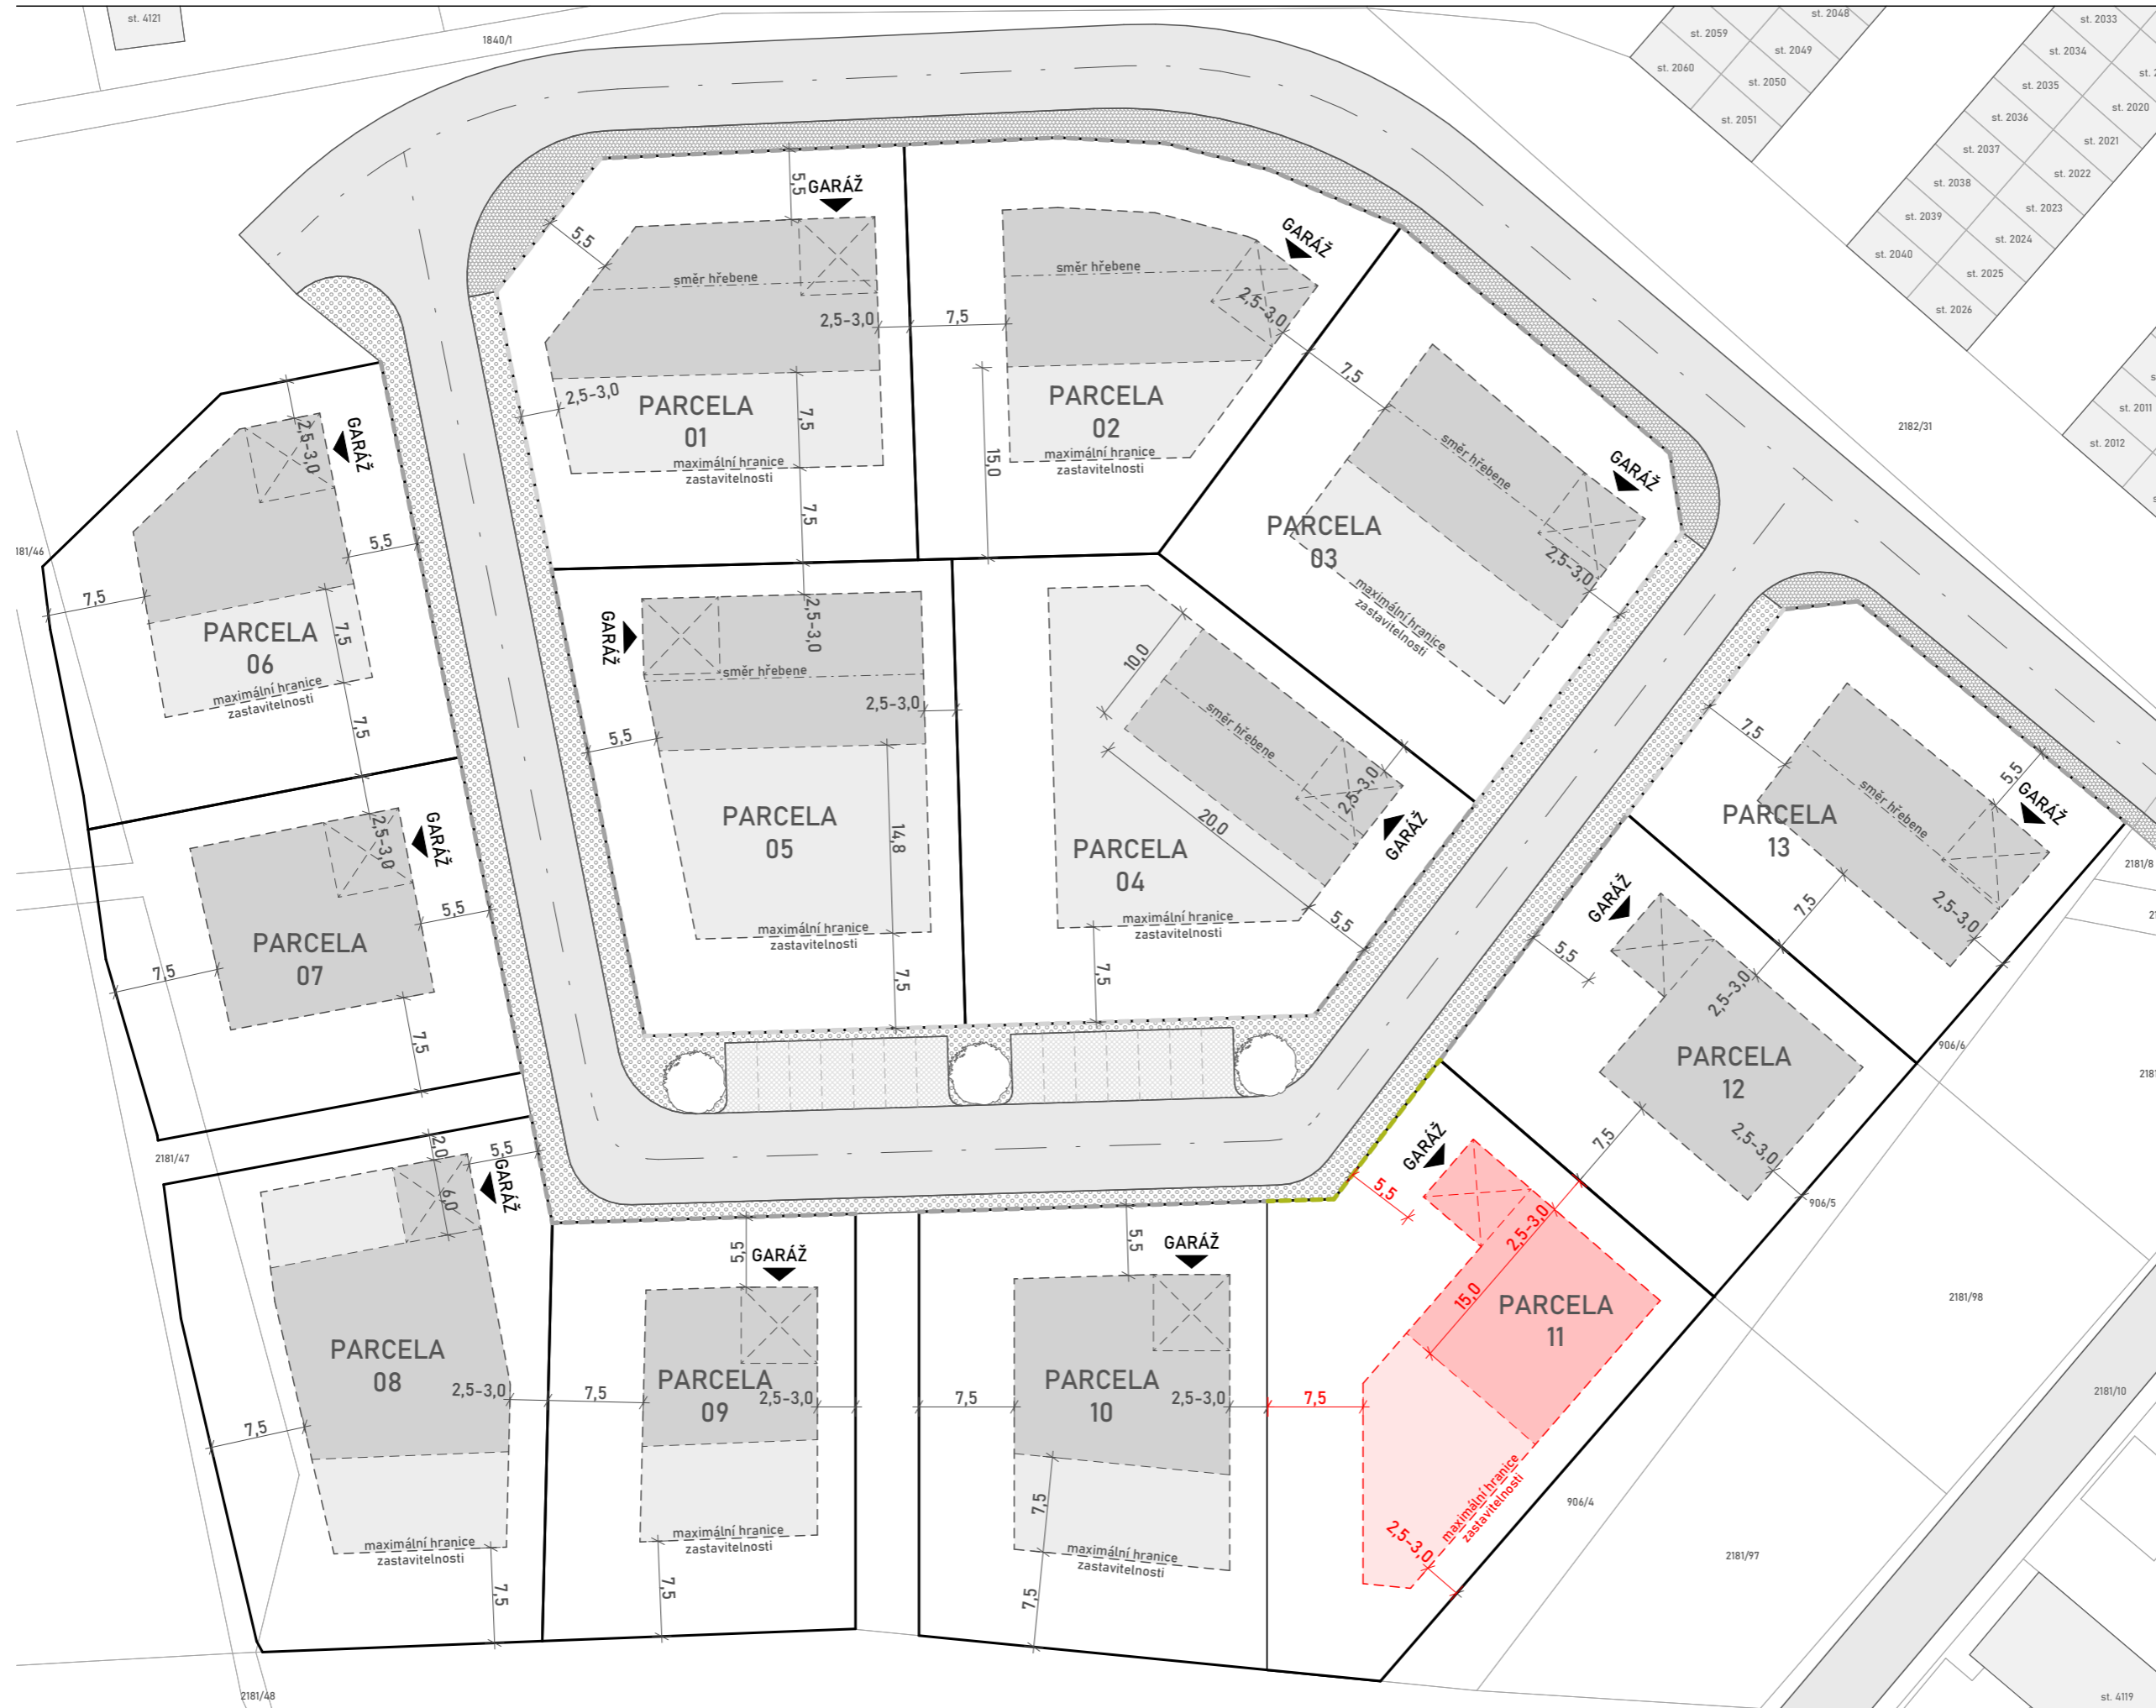 st. 4121
1840/1
st. 2059
st. 2060
st. 2048
st. 2049
st. 2050
st. 2051
st. 2033
st. 2034
st. 2035
st. 2036
st. 2037
st. 2038
st. 2039
st. 2040
st. 2020
st. 2021
st. 2022
st. 2023
st. 2024
st. 2025
st. 2026
2011
st. 2012
2182/31
5,5
GARÁŽ
5,5
směr hřebene
2,5-3,0
7,5
2,5-3,0
PARCELA
01
7,5
maximální hranice
zastavitelnosti
7,5
GARÁŽ
směr hřebene
2,5-3,0
PARCELA
02
15,0
maximální hranice
zastavitelnosti
7,5
směr hřebene
GARÁŽ
PARCELA
03
2,5-3,0
maximální hranice
zastavitelnosti
GARÁŽ
2,5-3,0
5,5
7,5
PARCELA
06
7,5
maximální hranice
zastavitelnosti
7,5
181/46
GARÁŽ
2,5-3,0
směr hřebene
2,5-3,0
5,5
PARCELA
05
14,8
maximální hranice
zastavitelnosti
7,5
10,0
směr hřebene
2,5-3,0
20,0
GARÁŽ
PARCELA
04
5,5
maximální hranice
zastavitelnosti
7,5
GARÁŽ
2,5-3,0
5,5
PARCELA
07
7,5
7,5
7,5
5,5
směr hřebene
GARÁŽ
PARCELA
13
2,5-3,0
7,5
2181/8
GARÁŽ
5,5
2,5-3,0
PARCELA
12
2,5-3,0
7,5
906/6
906/5
2181/47
2,0
5,5
GARÁŽ
6,0
PARCELA
08
2,5-3,0
7,5
7,5
maximální hranice
zastavitelnosti
7,5
5,5
GARÁŽ
PARCELA
09
2,5-3,0
maximální hranice
zastavitelnosti
7,5
5,5
GARÁŽ
7,5
PARCELA
10
2,5-3,0
7,5
maximální hranice
zastavitelnosti
7,5
GARÁŽ
5,5
2,5-3,0
15,0
PARCELA
11
7,5
maximální hranice
zastavitelnosti
2,5-3,0
906/4
2181/98
2181/10
2181/97
2181/48
st. 4119